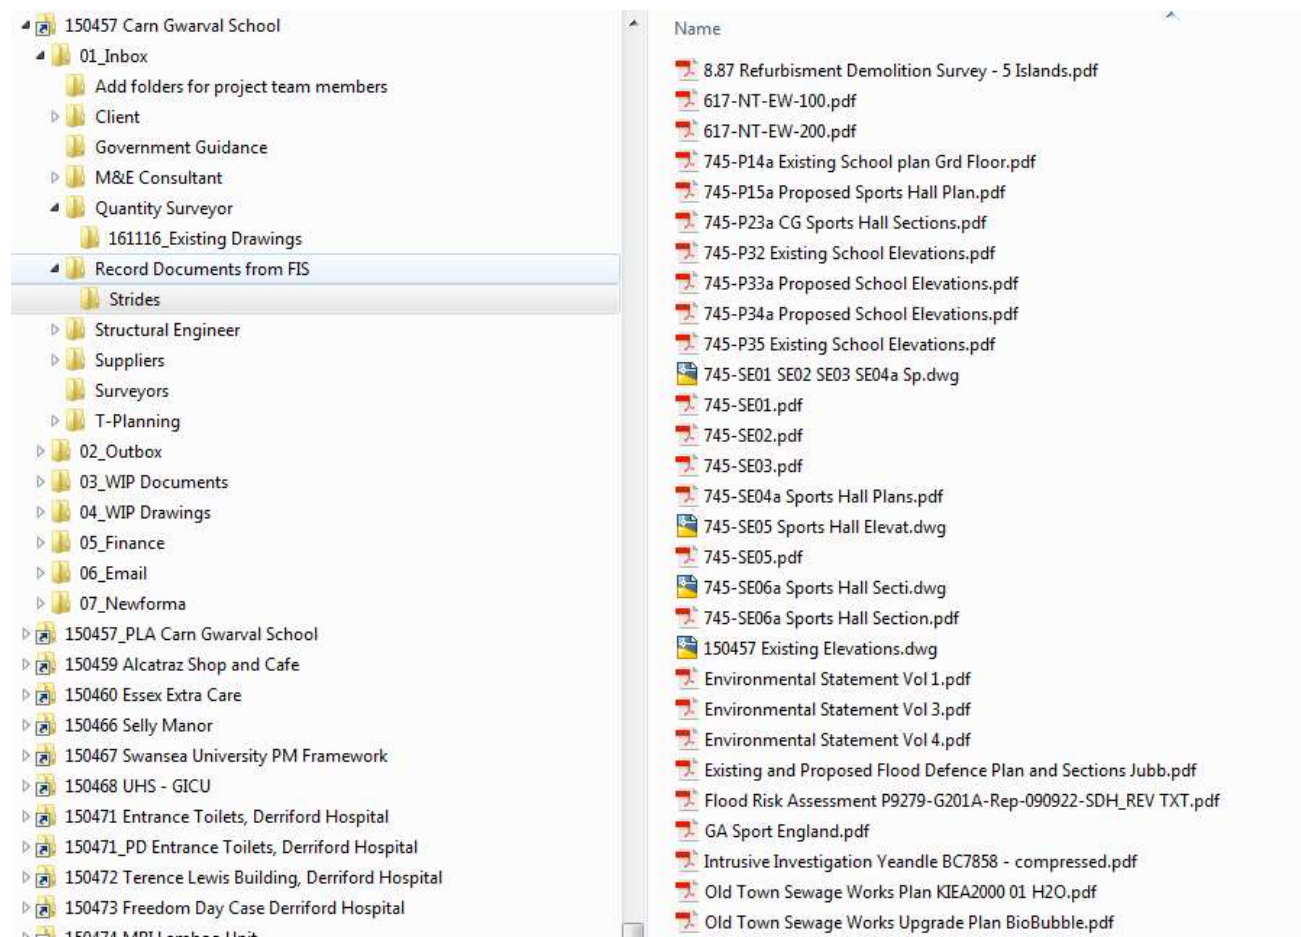 150457 Carn Gwarval School
01_Inbox
Add folders for project team members
Client
Government Guidance
M&E Consultant
Quantity Surveyor
161116_Existing Drawings
Record Documents from FIS
Strides
Structural Engineer
Suppliers
Surveyors
T-Planning
02_Outbox
03_WIP Documents
04_WIP Drawings
05_Finance
06_Email
07_Newforma
150457_PLA Carn Gwarval School
150459 Alcatraz Shop and Cafe
150460 Essex Extra Care
150466 Selly Manor
150467 Swansea University PM Framework
150468 UHS - GICU
150471 Entrance Toilets, Derriford Hospital
150471_PD Entrance Toilets, Derriford Hospital
150472 Terence Lewis Building, Derriford Hospital
150473 Freedom Day Case Derriford Hospital
150474 MRI
Name
8.87 Refurbisment Demolition Survey - 5 Islands.pdf
617-NT-EW-100.pdf
617-NT-EW-200.pdf
745-P14a Existing School plan Grd Floor.pdf
745-P15a Proposed Sports Hall Plan.pdf
745-P23a CG Sports Hall Sections.pdf
745-P32 Existing School Elevations.pdf
745-P33a Proposed School Elevations.pdf
745-P34a Proposed School Elevations.pdf
745-P35 Existing School Elevations.pdf
745-SE01 SE02 SE03 SE04a Sp.dwg
745-SE01.pdf
745-SE02.pdf
745-SE03.pdf
745-SE04a Sports Hall Plans.pdf
745-SE05 Sports Hall Elevat.dwg
745-SE05.pdf
745-SE06a Sports Hall Secti.dwg
745-SE06a Sports Hall Section.pdf
150457 Existing Elevations.dwg
Environmental Statement Vol 1.pdf
Environmental Statement Vol 3.pdf
Environmental Statement Vol 4.pdf
Existing and Proposed Flood Defence Plan and Sections Jubb.pdf
Flood Risk Assessment P9279-G201A-Rep-090922-SDH_REV TXT.pdf
GA Sport England.pdf
Intrusive Investigation Yeandle BC7858 - compressed.pdf
Old Town Sewage Works Plan KIEA2000 01 H2O.pdf
Old Town Sewage Works Upgrade Plan BioBubble.pdf